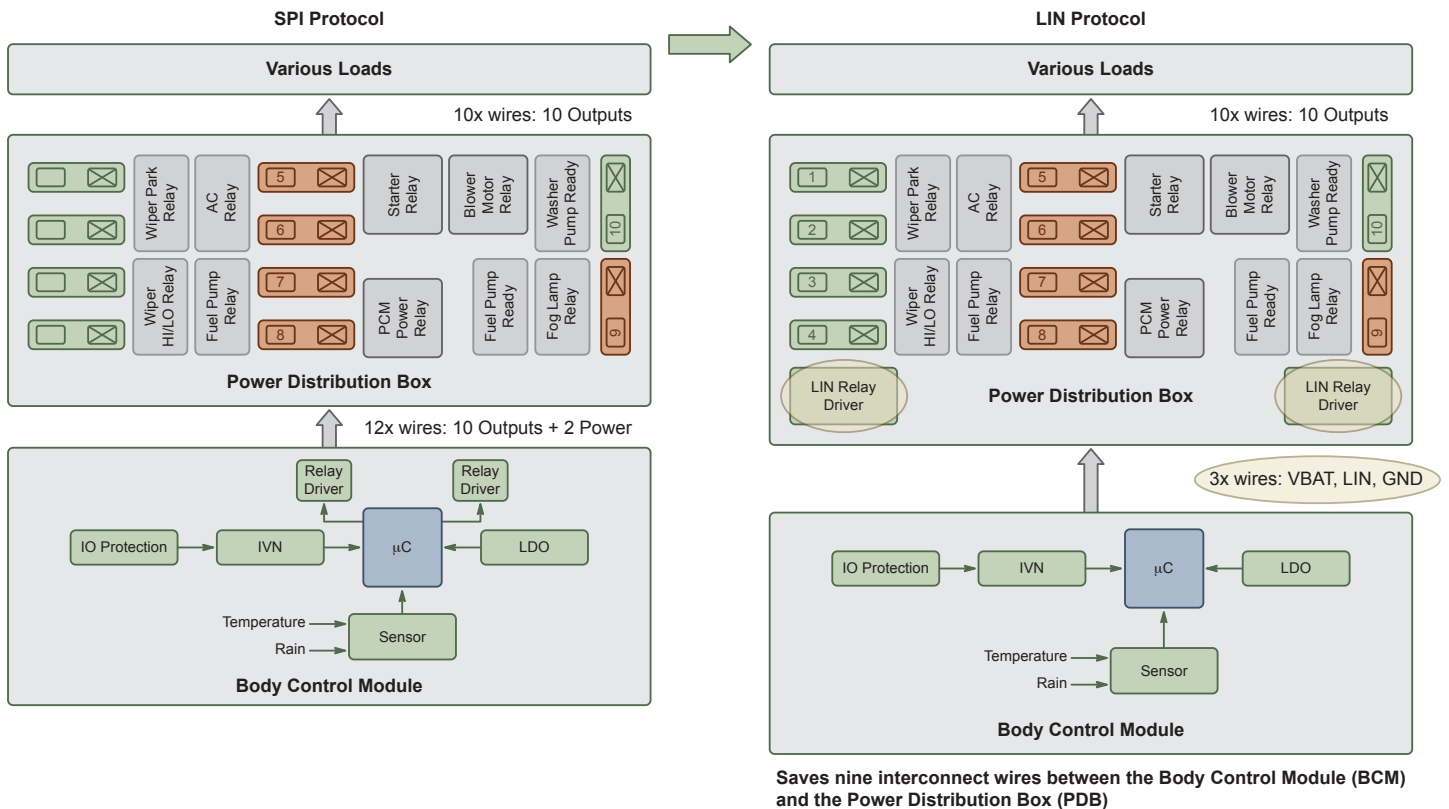 SPI Protocol
Various Loads
10x wires: 10 Outputs
Wiper Park
Relay
AC
Relay
5
6
Starter
Relay
Blower
Motor
Relay
Washer
Pump Ready
10
Wiper
HI/LO Relay
Fuel Pump
Relay
7
8
PCM
Power
Relay
Fuel Pump
Ready
Fog Lamp
Relay
9
Power Distribution Box
12x wires: 10 Outputs + 2 Power
Relay
Driver
Relay
Driver
IO Protection
IVN
µC
LDO
Temperature
Rain
Sensor
Body Control Module
LIN Protocol
Various Loads
10x wires: 10 Outputs
1
2
Wiper Park
Relay
AC
Relay
5
6
Starter
Relay
Blower
Motor
Relay
Washer
Pump Ready
10
3
4
Wiper
HI/LO Relay
Fuel Pump
Relay
7
8
PCM
Power
Relay
Fuel Pump
Ready
Fog Lamp
Relay
9
LIN Relay
Driver
Power Distribution Box
LIN Relay
Driver
3x wires: VBAT, LIN, GND
IO Protection
IVN
µC
LDO
Temperature
Rain
Sensor
Body Control Module
Saves nine interconnect wires between the Body Control Module (BCM)
and the Power Distribution Box (PDB)